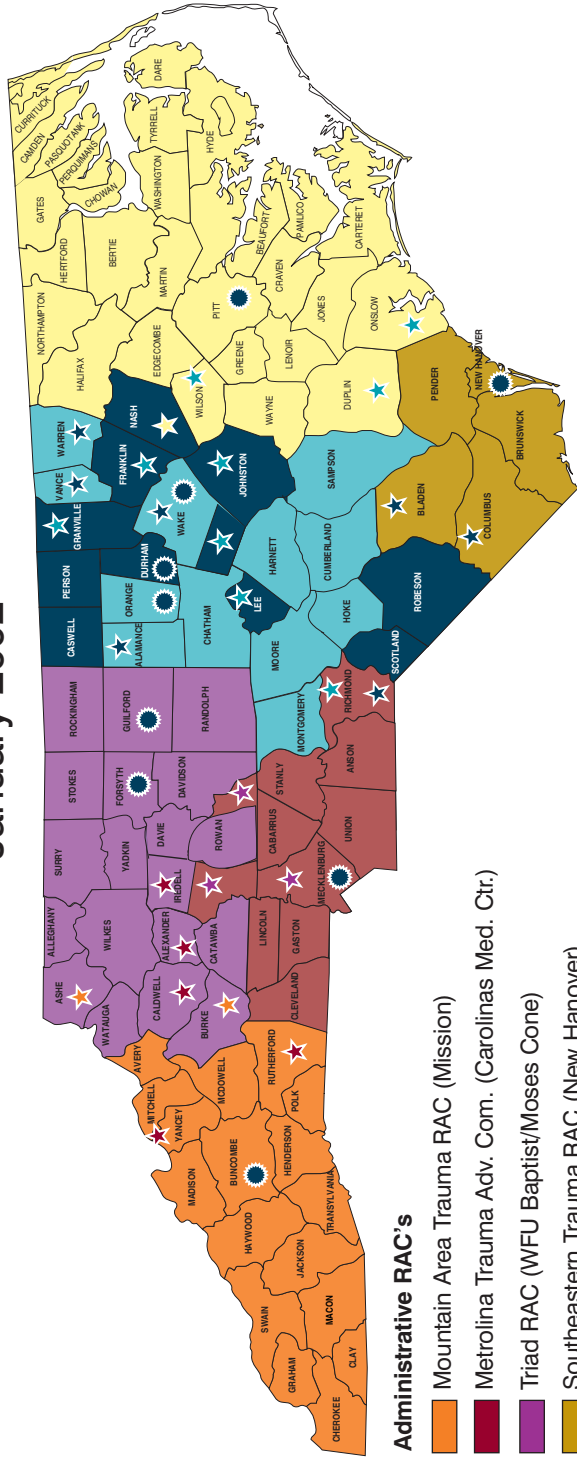 CURRITUCK
CAMDEN
PASQUOTANK
PERQUIMANS
CHOWAN
GATES
HERTFORD
NORTHAMPTON
BERTIE
HALIFAX
MARTIN
WASHINGTON
TYRRELL
DARE
HYDE
BEAUFORT
PAMLICO
CRAVEN
CARTERET
JONES
ONSLOW
LENOIR
GREENE
PITT
EDGECOMBE
WILSON
WAYNE
DUPLIN
NASH
WARREN
FRANKLIN
VANCE
GRANVILLE
JOHNSTON
WAKE
SAMPSON
PENDER
NEW HANOVER
BRUNSWICK
BLADEN
COLUMBUS
PERSON
DURHAM
ORANGE
CASWELL
ALAMANCE
CHATHAM
HARNETT
LEE
CUMBERLAND
HOKE
MOORE
ROBESON
SCOTLAND
RICHMOND
MONTGOMERY
ROCKINGHAM
GUILFORD
RANDOLPH
STOKES
FORSYTH
DAVIDSON
SURRY
YADKIN
DAVIE
ROWAN
IREDELL
STANLY
ANSON
CABARRUS
UNION
MECKLENBURG
ALLEGHANY
WILKES
ALEXANDER
CATAWBA
LINCOLN
GASTON
CLEVELAND
ASHE
WATAUGA
CALDWELL
BURKE
AVERY
MITCHELL
YANCEY
MCDOWELL
RUTHERFORD
POLK
MADISON
BUNCOMBE
HENDERSON
TRANSYLVANIA
HAYWOOD
JACKSON
SWAIN
MACON
GRAHAM
CLAY
CHEROKEE
Administrative RAC's
Mountain Area Trauma RAC (Mission)
Metrolina Trauma Adv. Com. (Carolinas Med. Ctr.)
Triad RAC (WFU Baptist/Moses Cone)
Southeastern Trauma RAC (New Hanover)